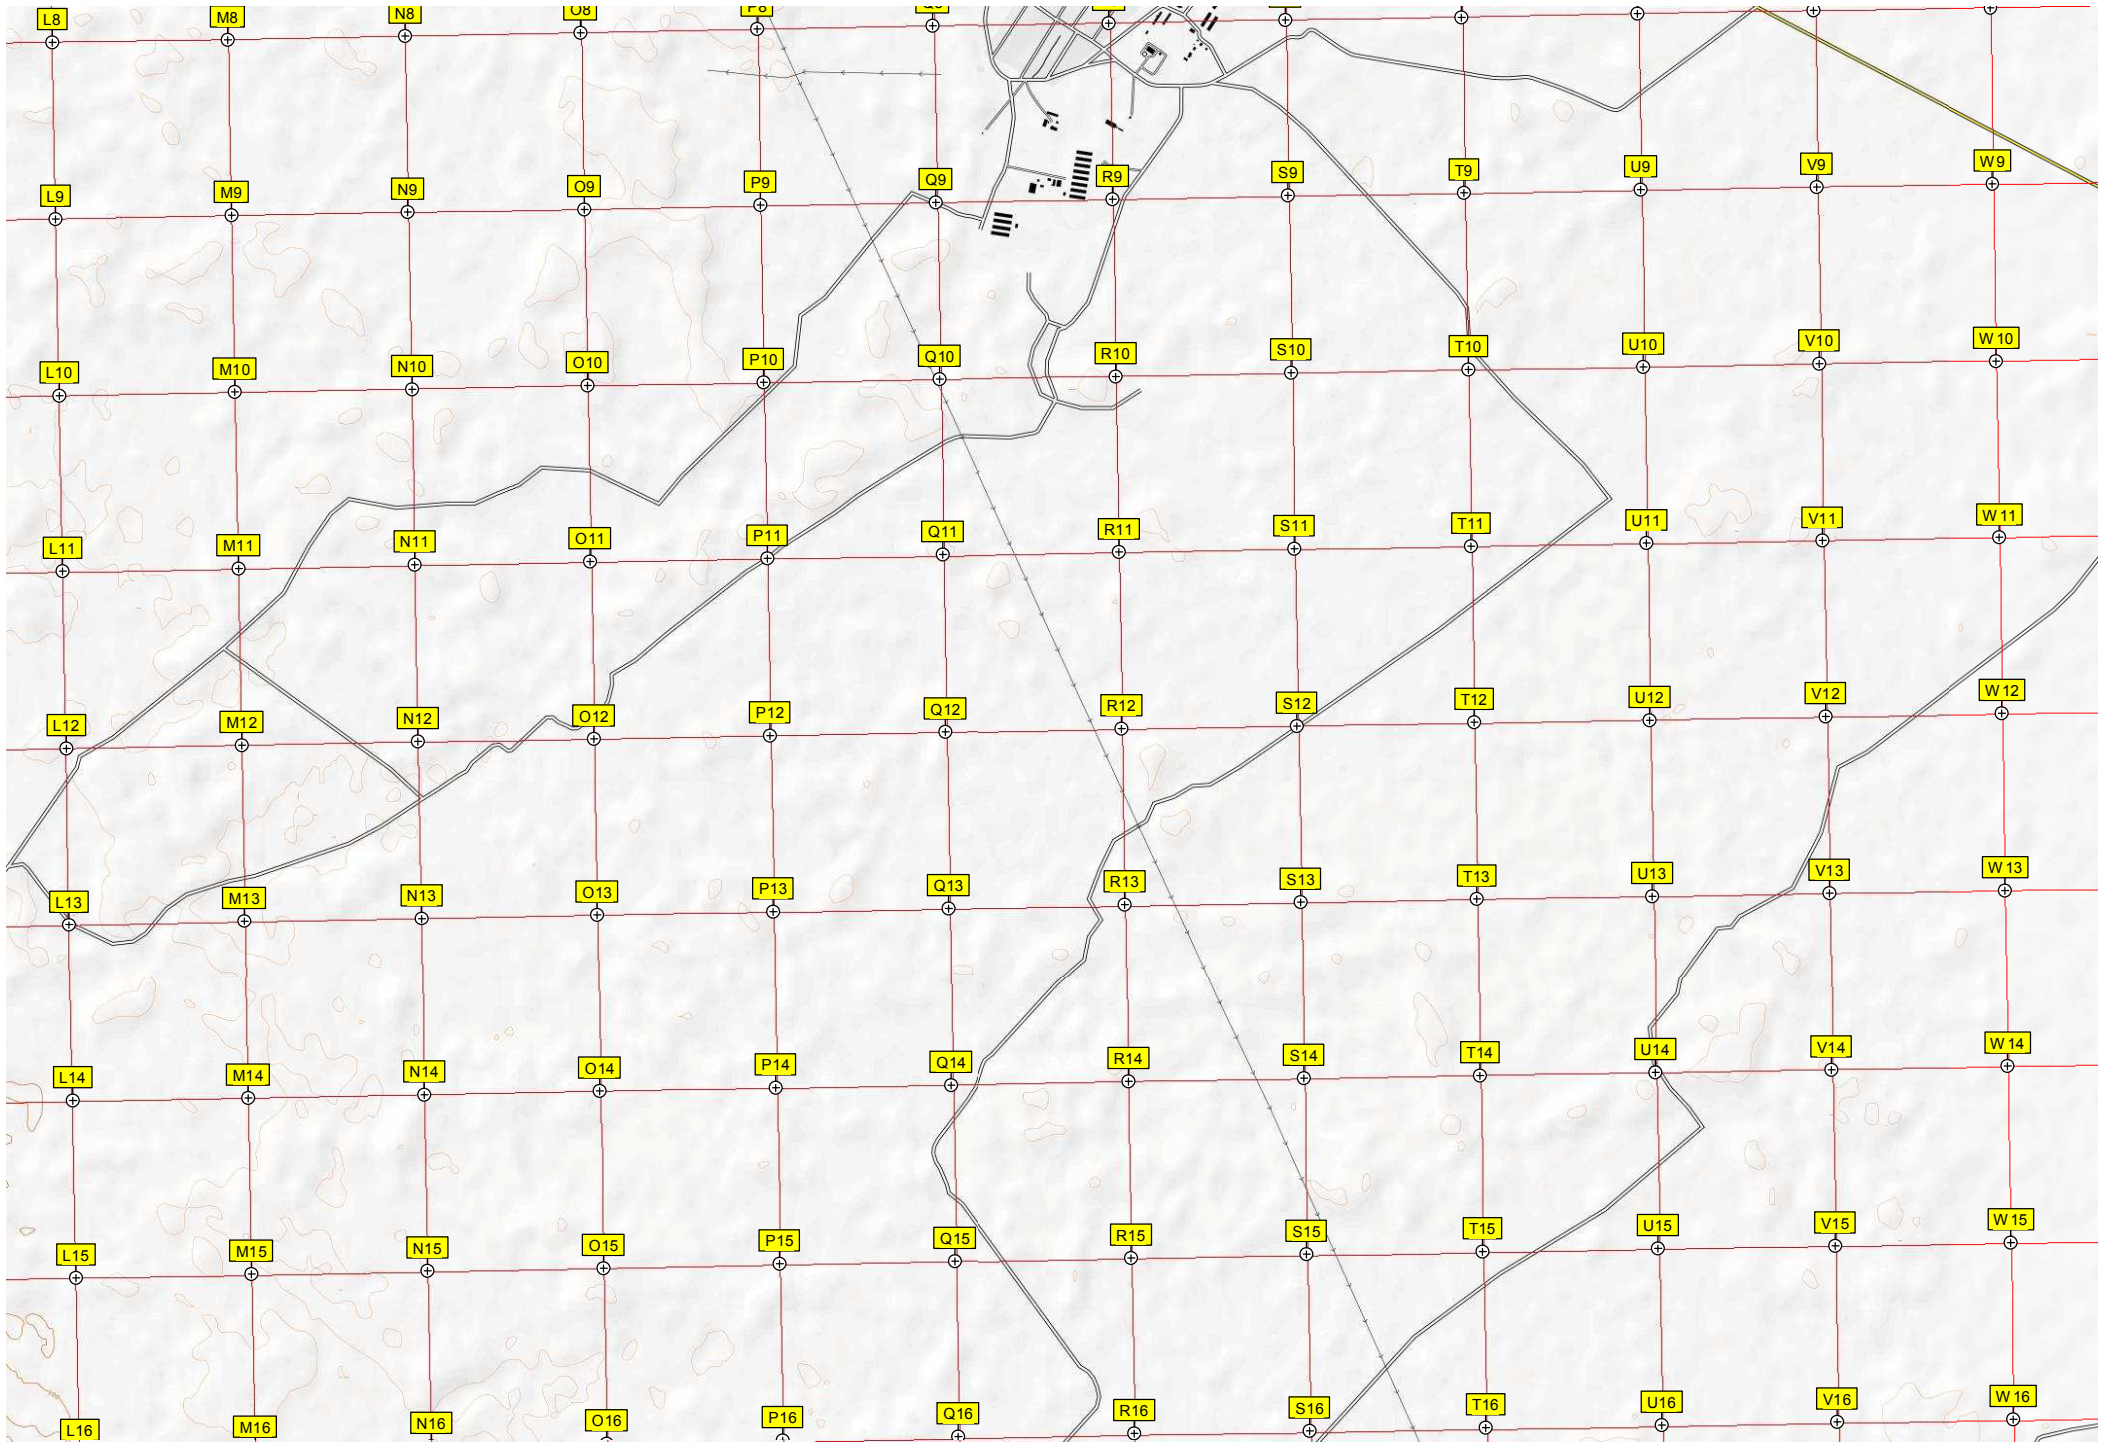 L8 M8 N8 O8 P8
L9 M9 N9 O9 P9 Q9 R9 S9 T9 U9 V9 W9
L10 M10 N10 O10 P10 Q10 R10 S10 T10 U10 V10 W10
L11 M11 N11 O11 P11 Q11 R11 S11 T11 U11 V11 W11
L12 M12 N12 O12 P12 Q12 R12 S12 T12 U12 V12 W12
L13 M13 N13 O13 P13 Q13 R13 S13 T13 U13 V13 W13
L14 M14 N14 O14 P14 Q14 R14 S14 T14 U14 V14 W14
L15 M15 N15 O15 P15 Q15 R15 S15 T15 U15 V15 W15
L16 M16 N16 O16 P16 Q16 R16 S16 T16 U16 V16 W16